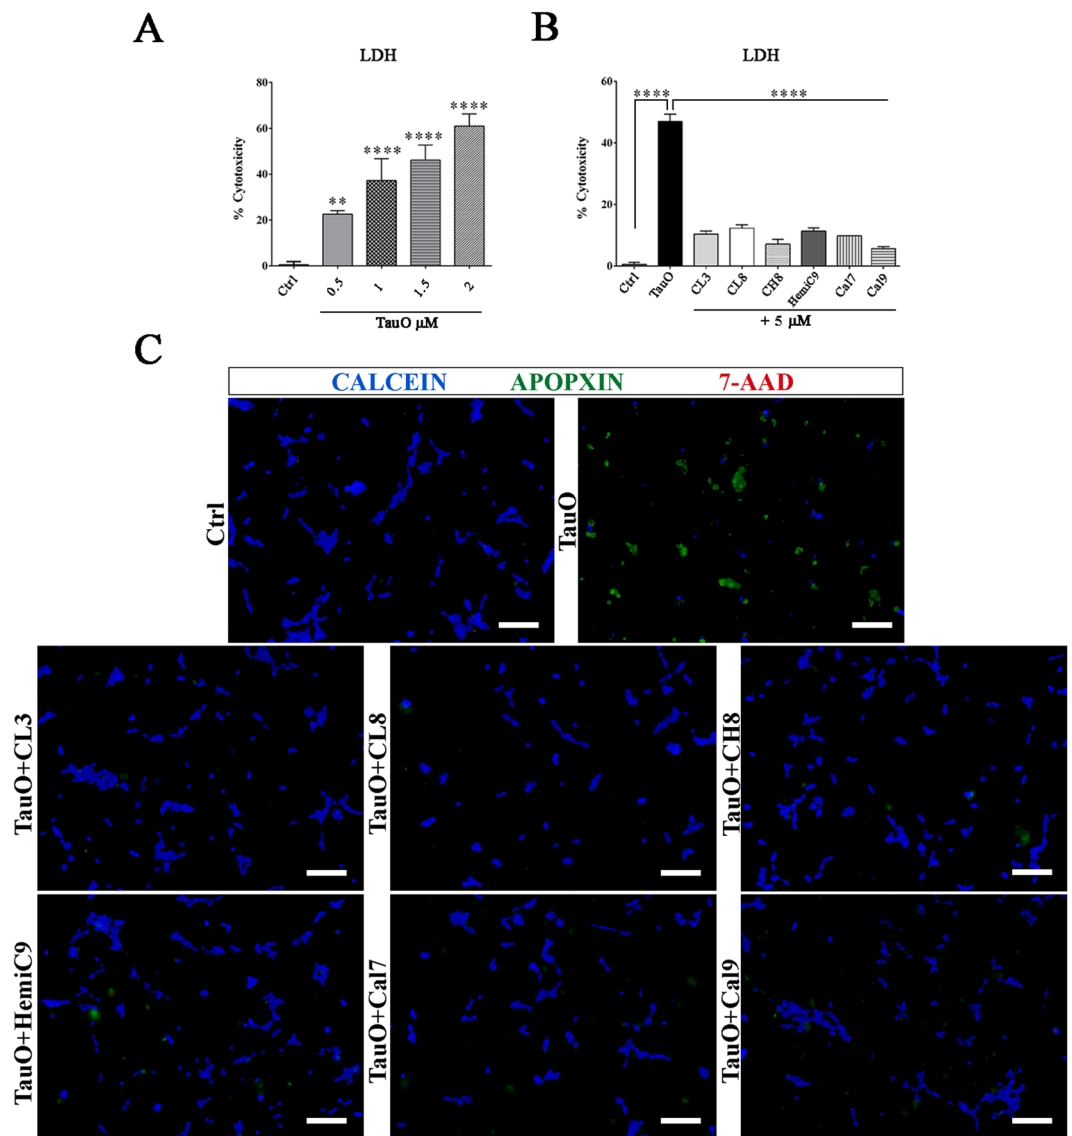 A
B
LDH
LDH
% Cytotoxicity
80
60
40
20
0
**
****
****
****
Ctrl
0.5
1
1.5
2
TauO µM
% Cytotoxicity
60
40
20
0
****
****
Ctrl
TauO
CL3
CL8
CH8
HemiC9
Cal7
Cal9
+ 5 µM
C
CALCEIN APOPXIN 7-AAD
Ctrl
TauO
TauO+CL3
TauO+CL8
TauO+CH8
TauO+HemiC9
TauO+Cal7
TauO+Cal9